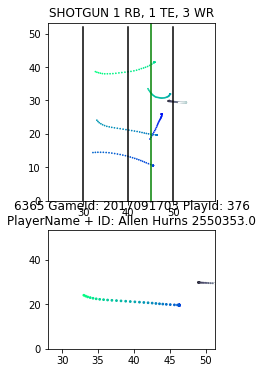 SHOTGUN 1 RB, 1 TE, 3 WR
50
40
30
20
10
0
30 40 50
6365 GameId: 2017091703 PlayId: 376
PlayerName + ID: Allen Hurns 2550353.0
40
20
0
30 35 40 45 50